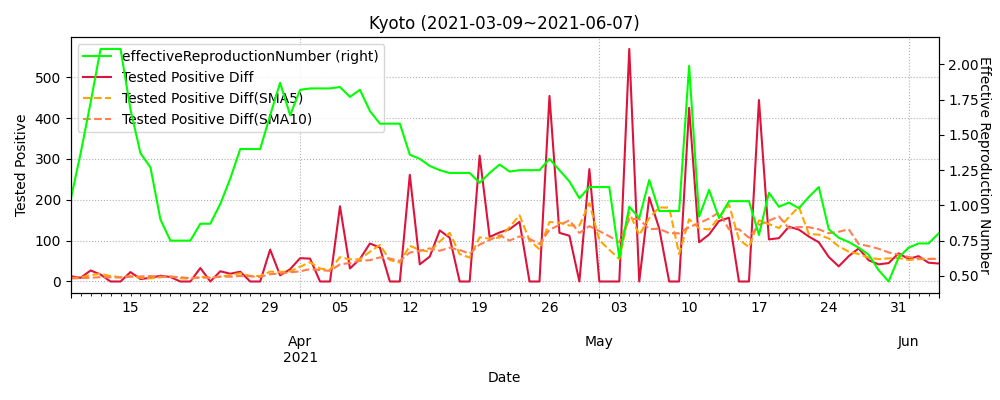 Kyoto (2021-03-09~2021-06-07)
effectiveReproductionNumber (right)
Tested Positive Diff
Tested Positive Diff(SMA5)
Tested Positive Diff(SMA10)
Tested Positive
500
400
300
200
100
0
2.00
1.75
1.50
1.25
1.00
0.75
0.50
Effective Reproduction Number
15 22 29 05 12 19 26 03 10 17 24 31
Apr May Jun
2021
Date